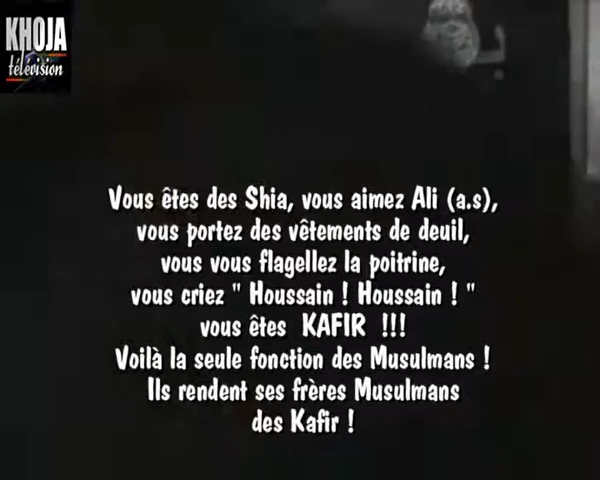 KHOJA
télévision
Vous êtes des Shia, vous aimez Ali (a.s),
vous portez des vêtements de deuil,
vous vous flagellez la poitrine,
vous criez " Houssain ! Houssain ! "
vous êtes KAFIR !!!
Voilà la seule fonction des Musulmans !
Ils rendent ses frères Musulmans
des Kafir !